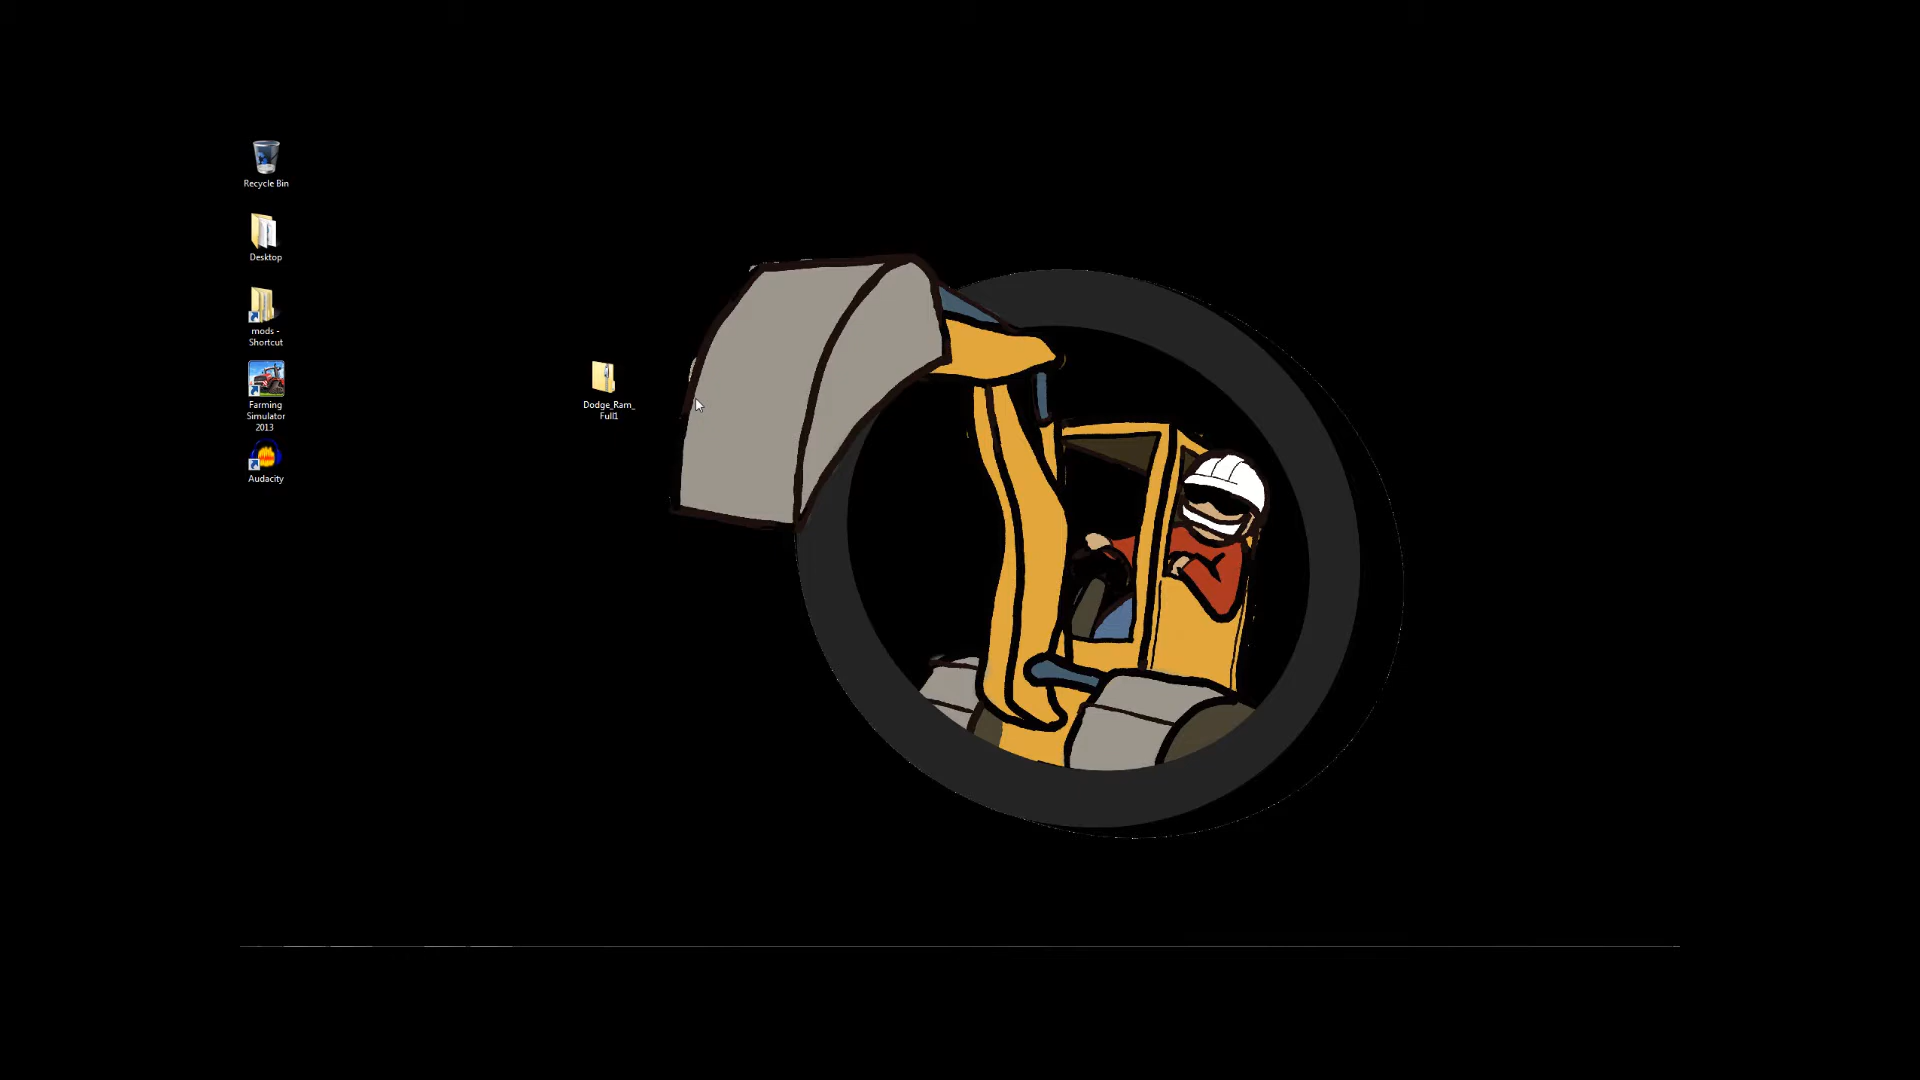 Recycle Bin
Desktop
mods -
Shortcut
Farming
Simulator
2013
Audacity
Dodge_Ram_
Full1